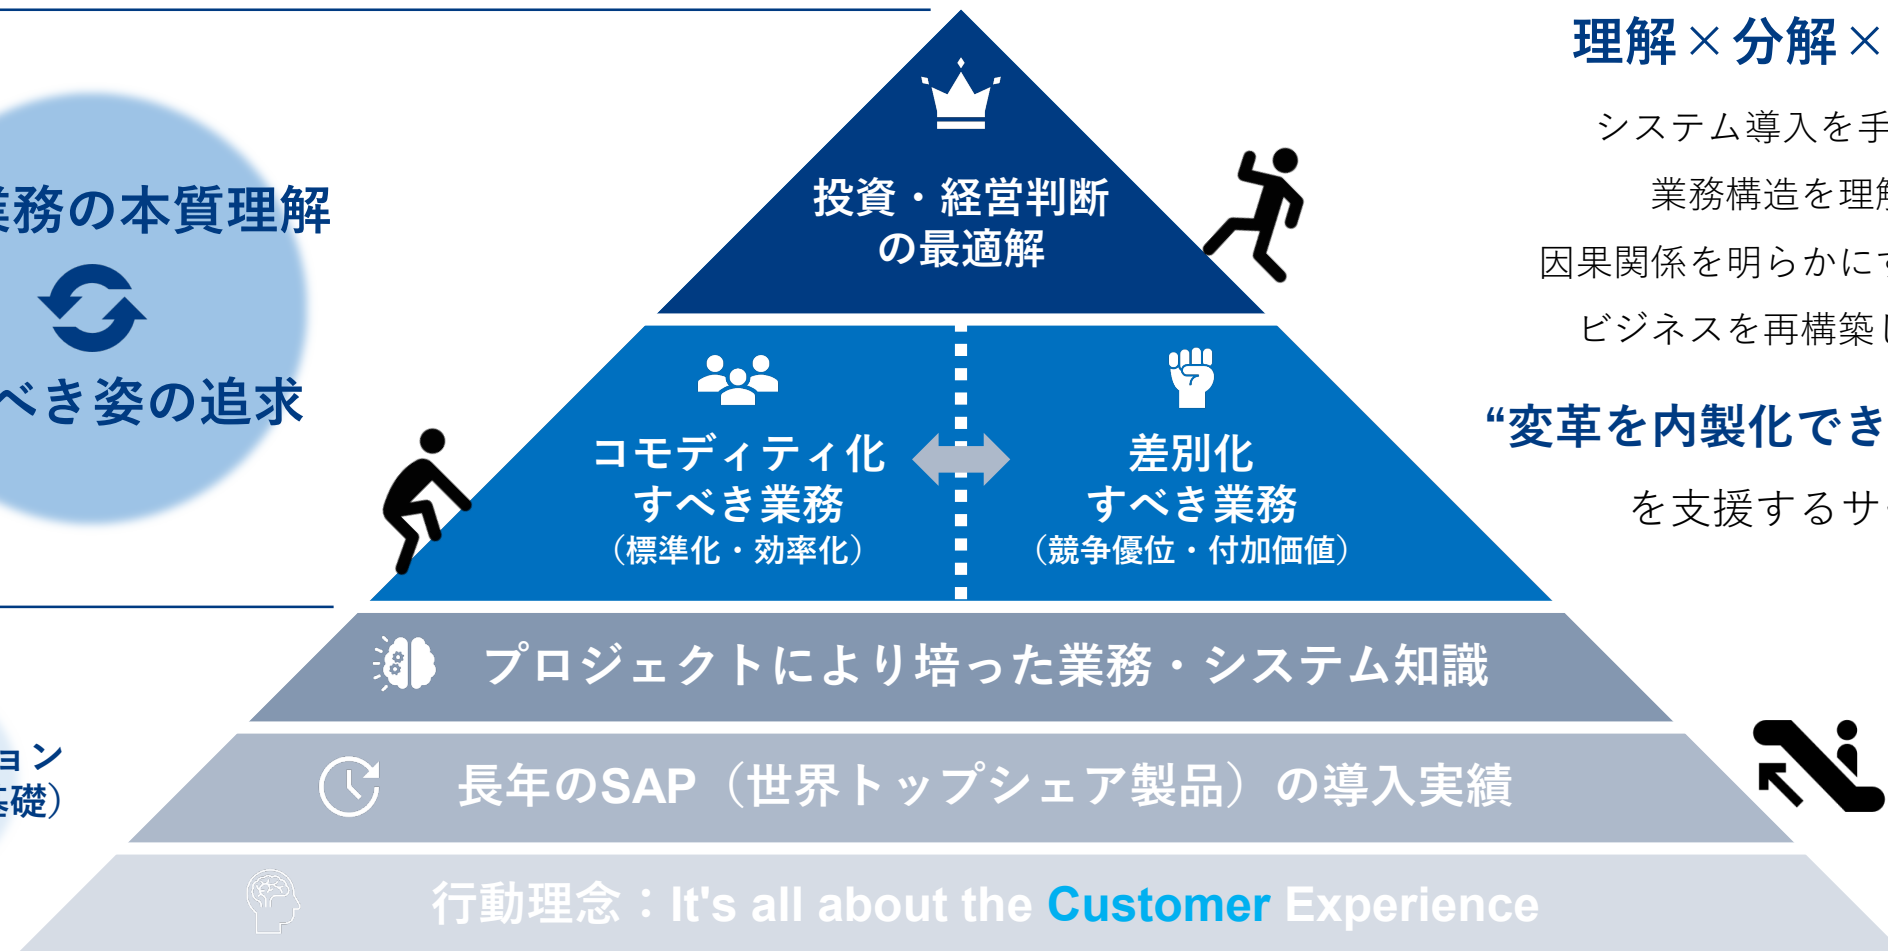 業務の本質理解
べき姿の追求
ョン
基礎）
投資・経営判断
の最適解
コモディティ化
すべき業務
（標準化・効率化）
差別化
すべき業務
（競争優位・付加価値）
プロジェクトにより培った業務・システム知識
長年のSAP（世界トップシェア製品）の導入実績
行動理念：It's all about the Customer Experience
理解×分解×
システム導入を手
業務構造を理解
因果関係を明らかにす
ビジネスを再構築し
“変革を内製化でき
を支援するサー